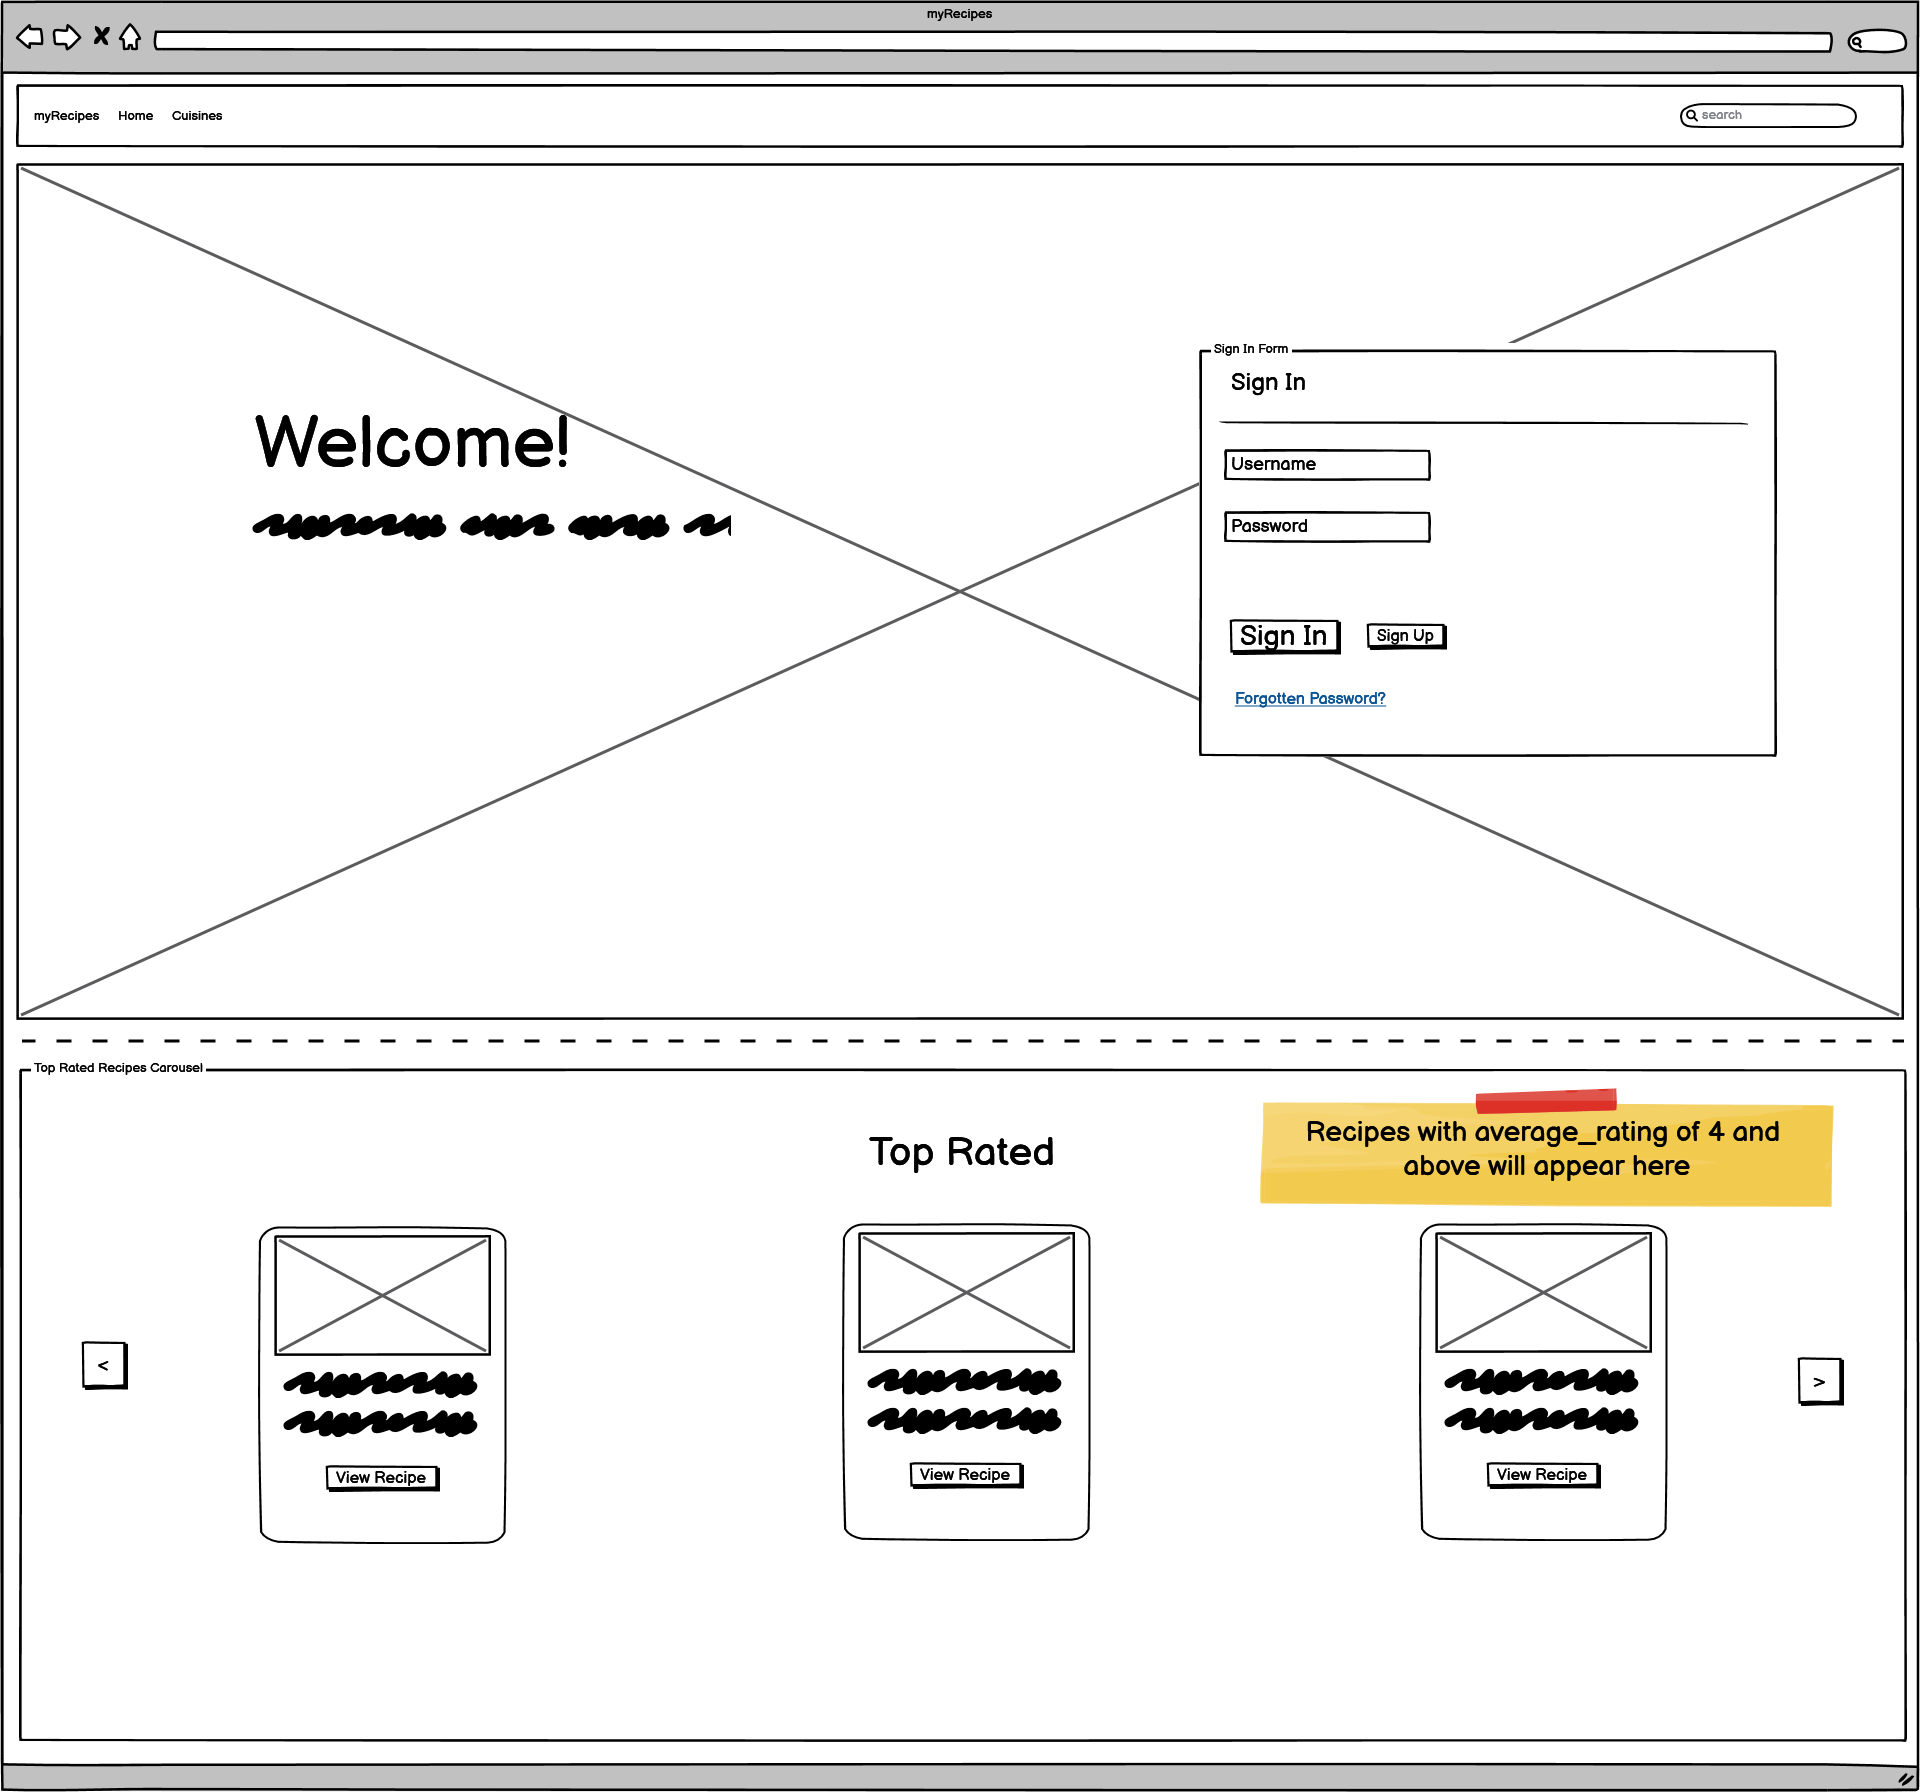 myRecipes
myRecipes Home Cuisines
search
Sign In Form
Sign In
Welcome!
Username
Password
Sign In Sign Up
Forgotten Password?
Top Rated Recipes Carousel
Top Rated
Recipes with average_rating of 4 and
above will appear here
<
>
View Recipe
View Recipe
View Recipe